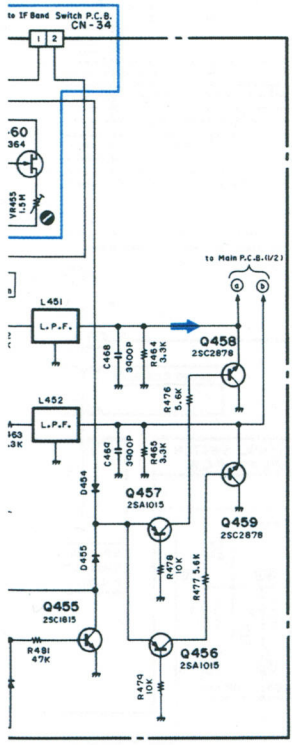 to IF Band Switch P.C.B.
CN-34
1 2
-60
364
VR455
1.5M
to Main P.C.B.(1/2)
a b
L451
L.P.F.
C468
3900P
R464
3.3K
Q458
2SC2878
R476
5.6K
L452
L.P.F.
463
.3K
C469
3900P
R465
3.3K
D454
Q457
2SA1015
Q459
2SC2878
D455
R478
10K
R477 5.6K
Q455
2SC1815
R481
47K
Q456
2SA1015
R479
10K